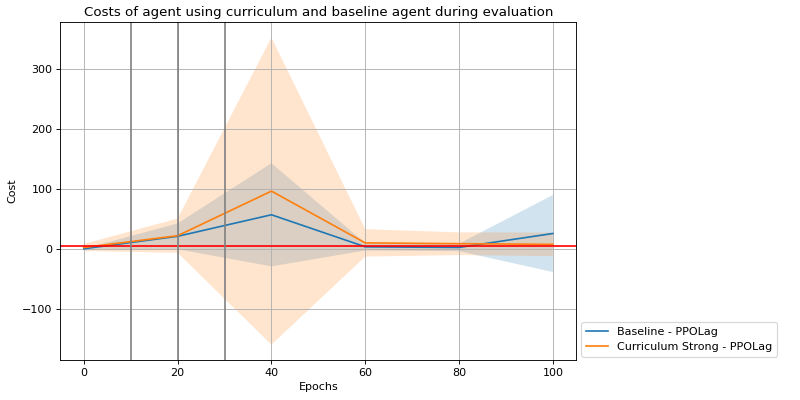 Costs of agent using curriculum and baseline agent during evaluation
300
200
100
0
−100
Cost
0 20 40 60 80 100
Epochs
Baseline - PPOLag
Curriculum Strong - PPOLag